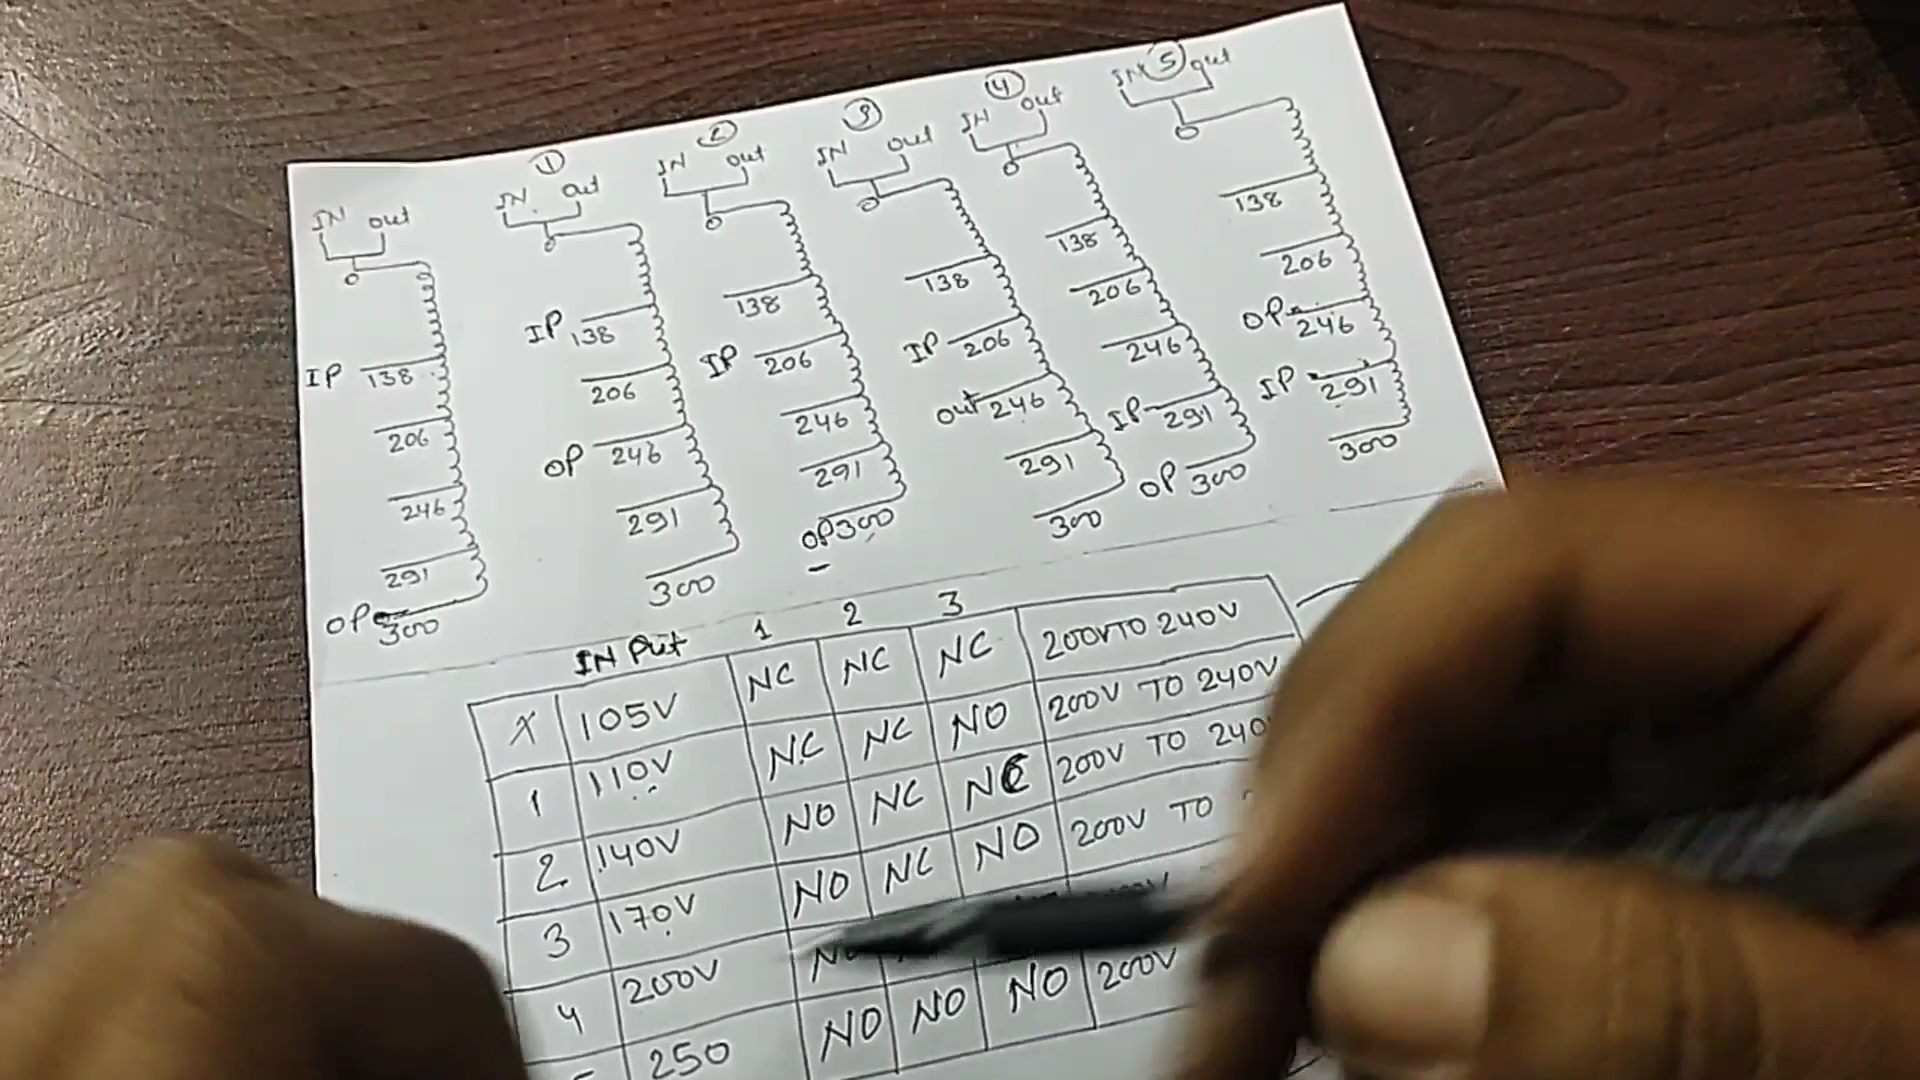 IN out
IP 138
206
246
291
OP 300
1
IN out
IP 138
206
OP 246
291
300
2
IN out
138
IP 206
246
291
OP 300
3
IN out
138
IP 206
out 246
291
300
4
IN out
138
206
246
IP 291
OP 300
5
IN out
138
206
OP 246
IP 291
300
IN Put 1 2 3
X 105V NC NC NC 200V TO 240V
1 110V NC NC NO 200V TO 240V
2 140V NO NC NC 200V TO 240
3 170V NO NC NO 200V TO
4 200V
250 NO NO NO 200V